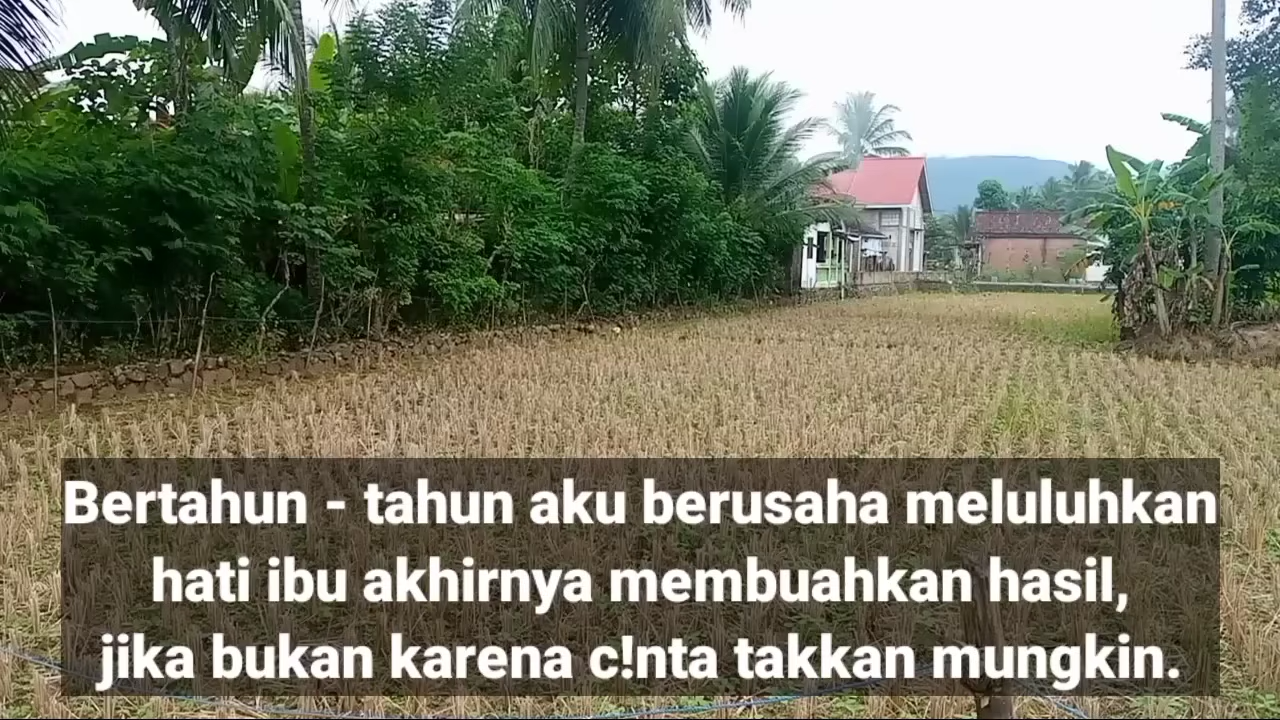 Bertahun - tahun aku berusaha meluluhkan
hati ibu akhirnya membuahkan hasil,
jika bukan karena c!nta takkan mungkin.